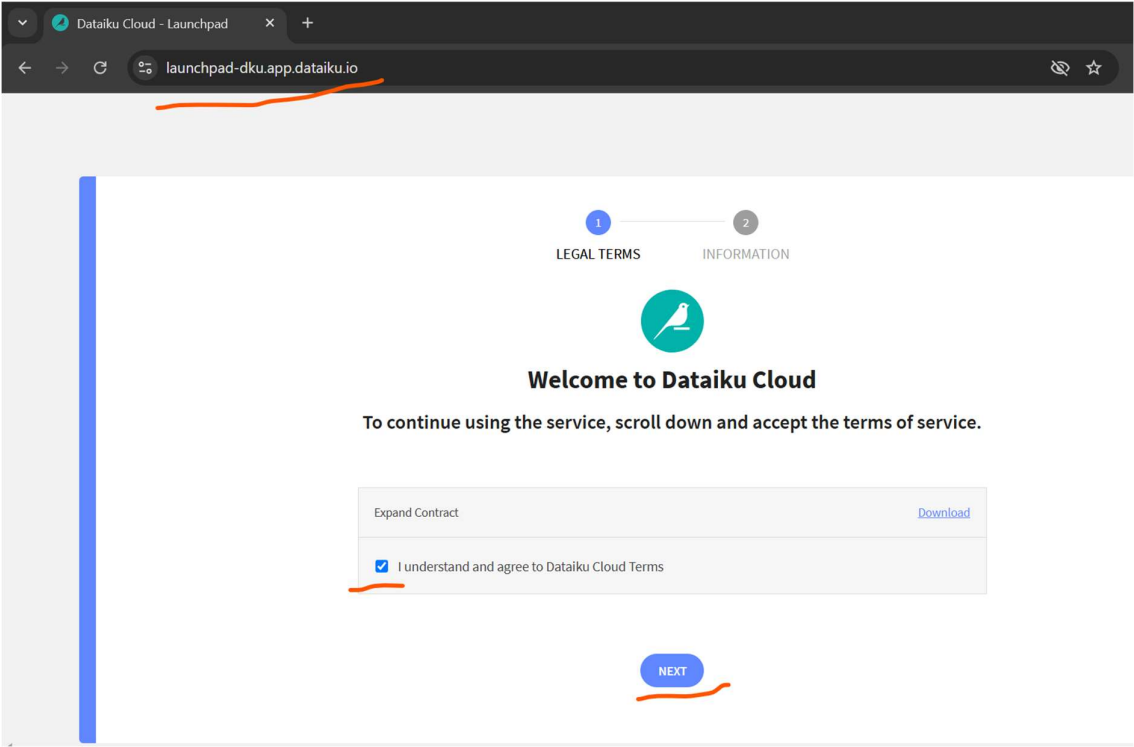 Dataiku Cloud - Launchpad
launchpad-dku.app.dataiku.io
1
2
LEGAL TERMS
INFORMATION
Welcome to Dataiku Cloud
To continue using the service, scroll down and accept the terms of service.
Expand Contract Download
I understand and agree to Dataiku Cloud Terms
NEXT